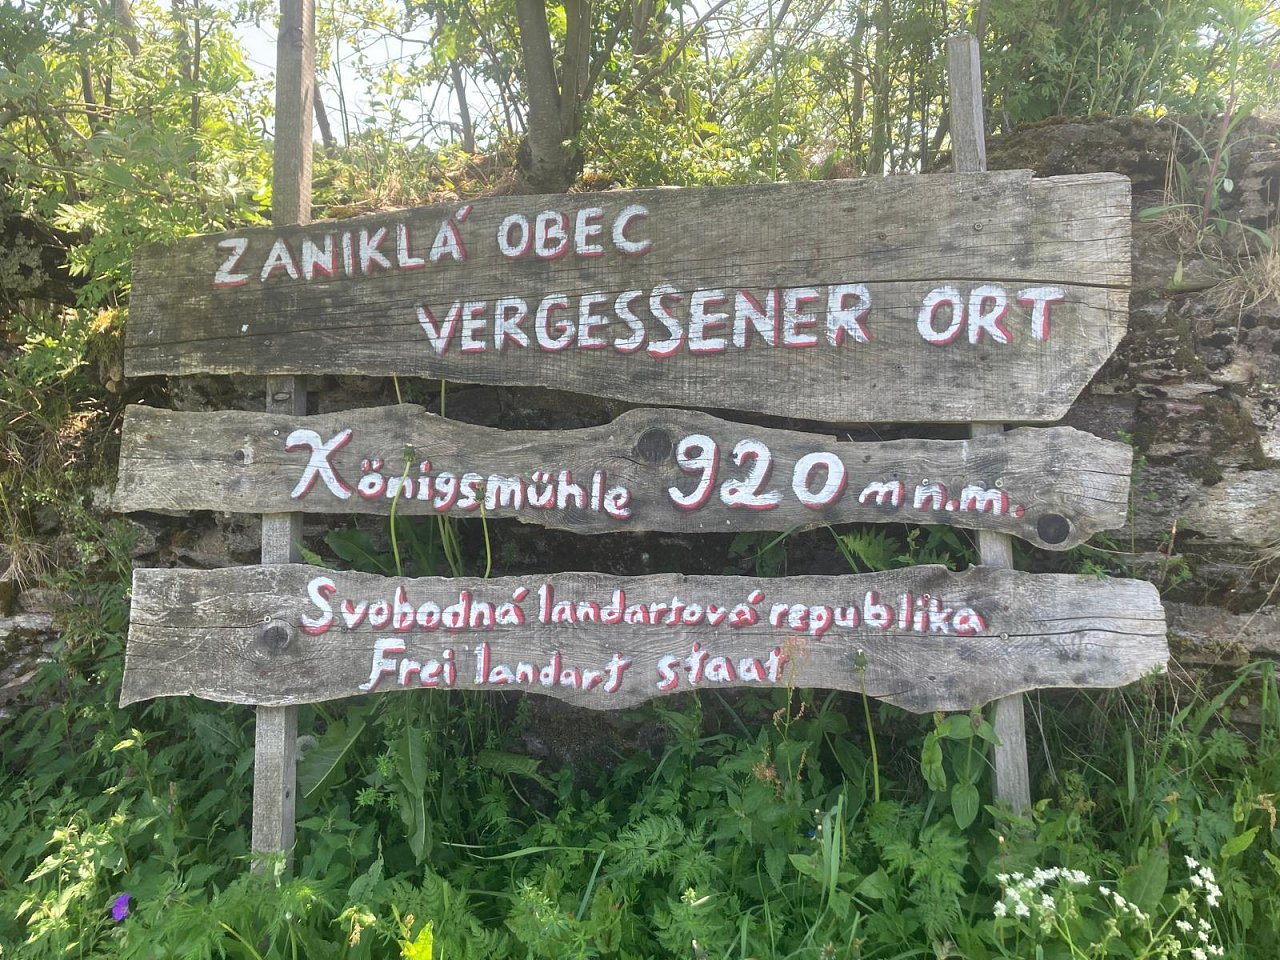 ZANIKLÁ OBEC
VERGESSENER ORT
Königsmühle 920 m n.m.
Svobodná landartová republika
Frei landart staat